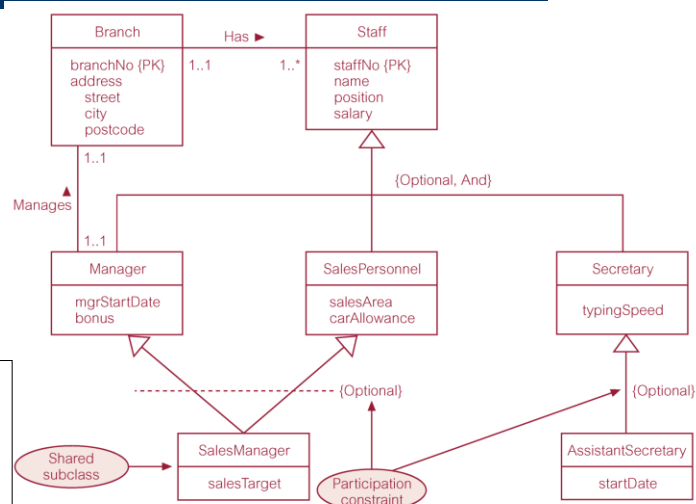 Branch
Has ►
Staff
branchNo {PK}
address
street
city
postcode
1..1
1..*
staffNo {PK}
name
position
salary
1..1
{Optional, And}
Manages
1..1
Manager
mgrStartDate
bonus
SalesPersonnel
salesArea
carAllowance
Secretary
typingSpeed
{Optional}
{Optional}
Shared
subclass
SalesManager
salesTarget
Participation
constraint
AssistantSecretary
startDate